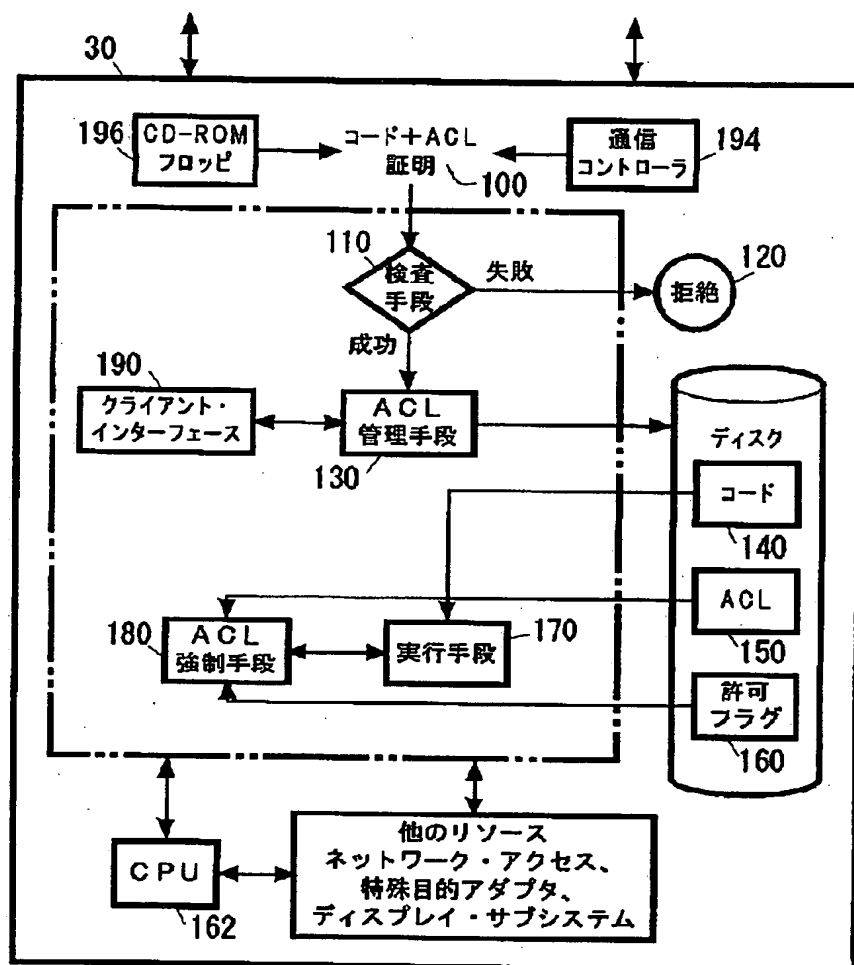 30
196
CD-ROM
フロッピ
コード+ACL
証明
100
通信
コントローラ
194
110
検査
手段
失敗
120
拒絶
成功
190
クライアント・
インターフェース
ACL
管理手段
130
ディスク
コード
140
ACL
150
許可
フラグ
160
180
ACL
強制手段
実行手段
170
CPU
162
他のリソース
ネットワーク・アクセス、
特殊目的アダプタ、
ディスプレイ・サブシステム